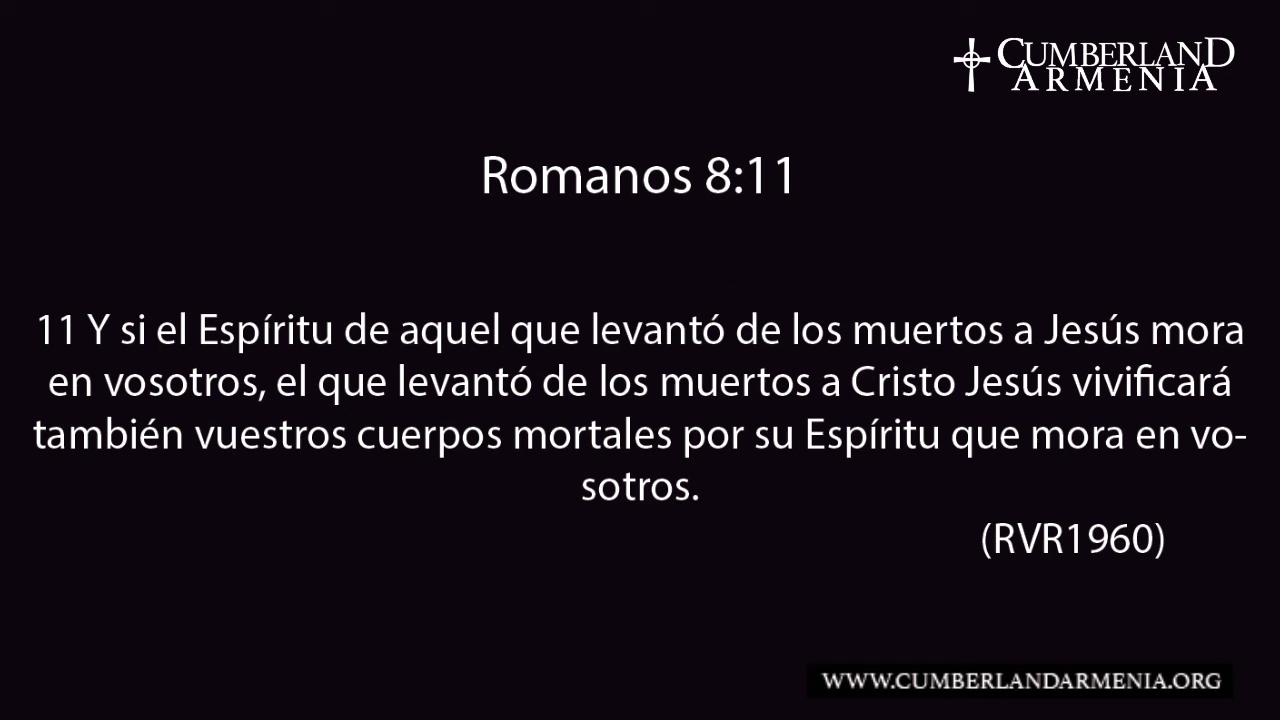 CUMBERLAND
ARMENIA
Romanos 8:11
11 Y si el Espíritu de aquel que levantó de los muertos a Jesús mora
en vosotros, el que levantó de los muertos a Cristo Jesús vivificará
también vuestros cuerpos mortales por su Espíritu que mora en vo-
sotros.
(RVR1960)
WWW.CUMBERLANDARMENIA.ORG